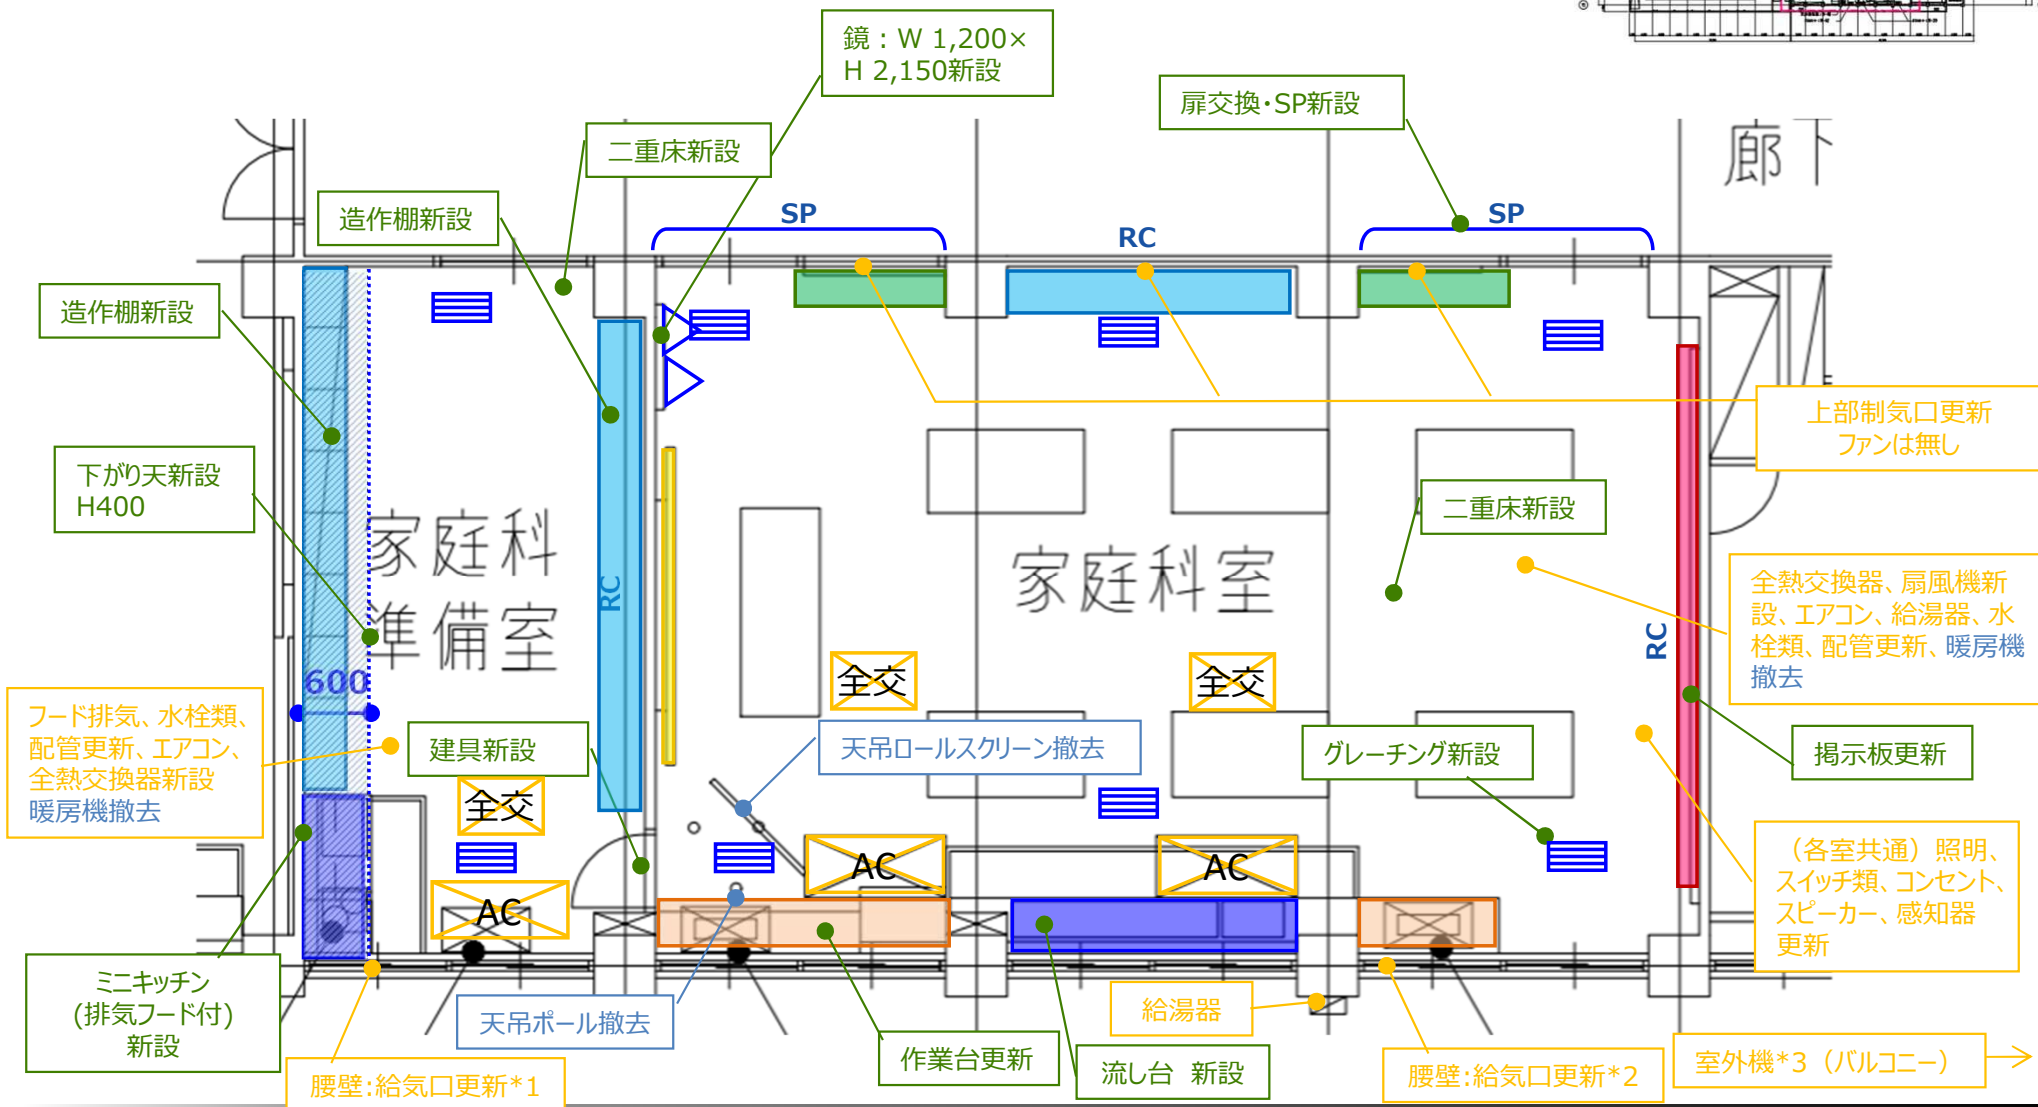 鏡：W 1,200×
H 2,150新設
扉交換・SP新設
二重床新設
廊下
造作棚新設
SP
SP
RC
造作棚新設
上部制気口更新
ファンは無し
下がり天新設
H400
二重床新設
家庭科
準備室
家庭科室
RC
全熱交換器、扇風機新
設、エアコン、給湯器、水
栓類、配管更新、暖房機
撤去
RC
600
全交
全交
フード排気、水栓類、
配管更新、エアコン、
全熱交換器新設
暖房機撤去
建具新設
天吊ロールスクリーン撤去
グレーチング新設
掲示板更新
全交
AC
AC
AC
（各室共通）照明、
スイッチ類、コンセント、
スピーカー、感知器
更新
ミニキッチン
(排気フード付)
新設
天吊ポール撤去
給湯器
作業台更新
流し台 新設
腰壁:給気口更新*1
腰壁:給気口更新*2
室外機*3（バルコニー）